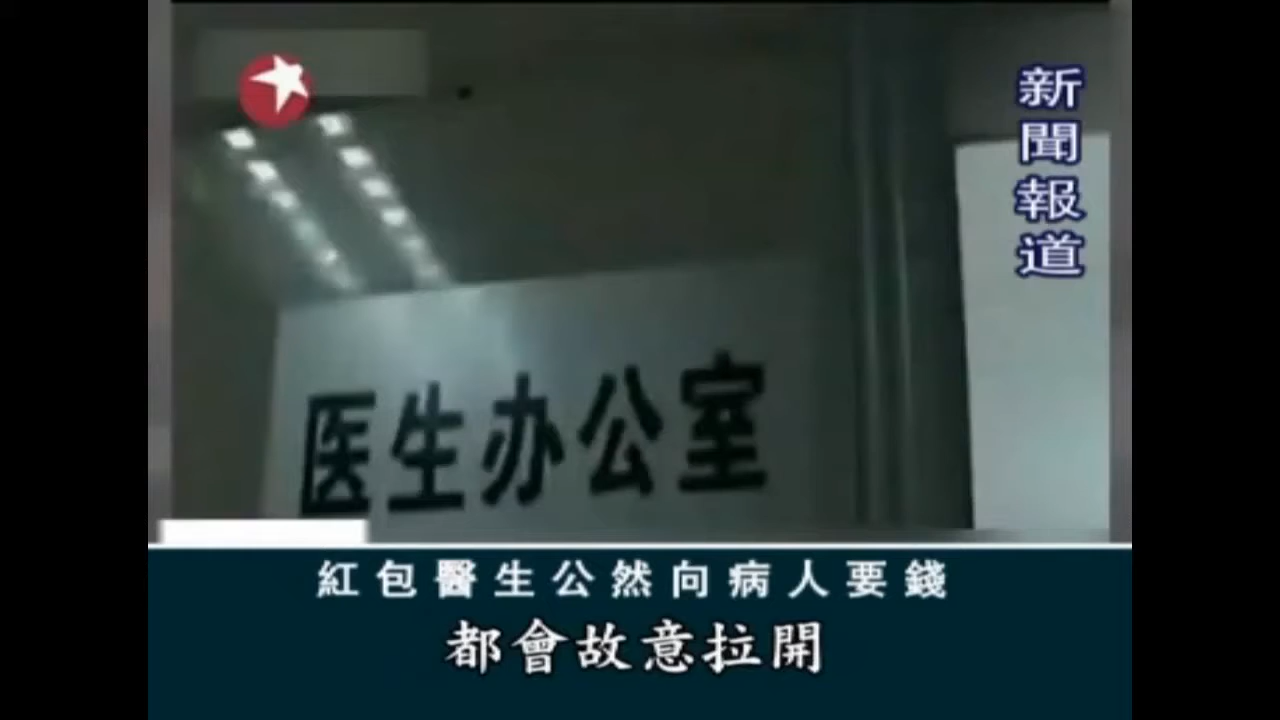 新聞報道
医生办公室
紅包醫生公然向病人要錢
都會故意拉開